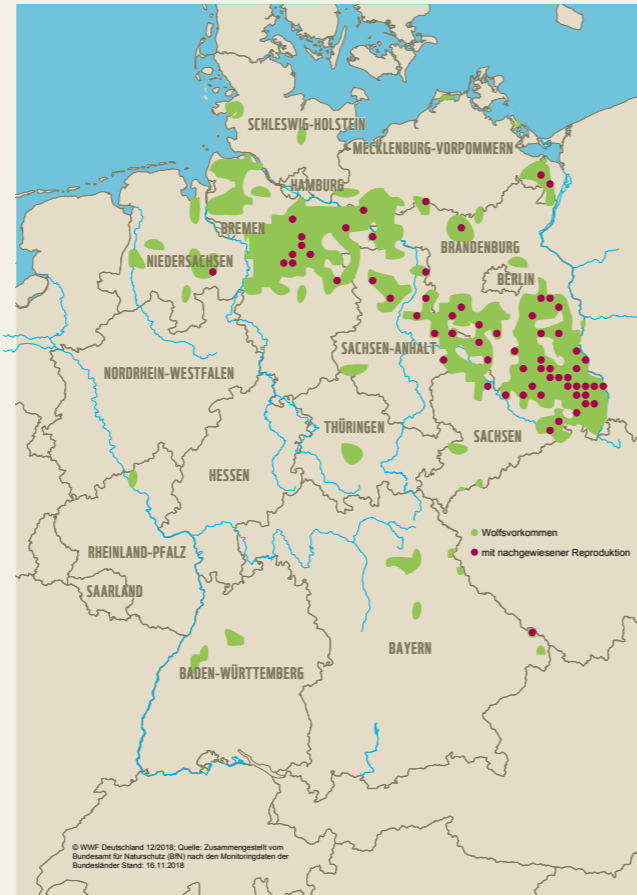 SCHLESWIG-HOLSTEIN
MECKLENBURG-VORPOMMERN
HAMBURG
BREMEN
BRANDENBURG
NIEDERSACHSEN
BERLIN
SACHSEN-ANHALT
NORDRHEIN-WESTFALEN
THÜRINGEN
SACHSEN
HESSEN
Wolfsvorkommen
mit nachgewiesener Reproduktion
RHEINLAND-PFALZ
SAARLAND
BAYERN
BADEN-WÜRTTEMBERG
© WWF Deutschland 12/2018; Quelle: Zusammengestellt vom
Bundesamt für Naturschutz (BfN) nach den Monitoringdaten der
Bundesländer Stand: 16.11.2018